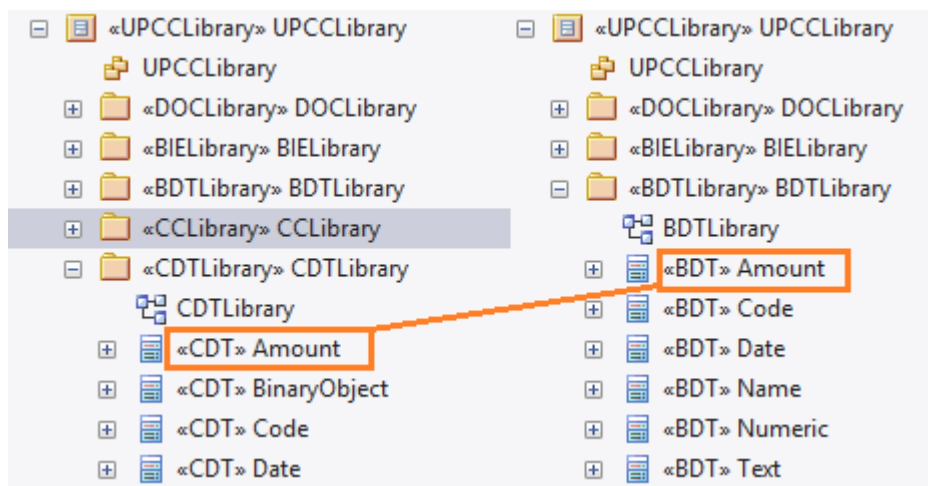 «UPCCLibrary» UPCCLibrary
UPCCLibrary
«DOCLibrary» DOCLibrary
«BIELibrary» BIELibrary
«BDTLibrary» BDTLibrary
«CCLibrary» CCLibrary
«CDTLibrary» CDTLibrary
CDTLibrary
«CDT» Amount
«CDT» BinaryObject
«CDT» Code
«CDT» Date
«UPCCLibrary» UPCCLibrary
UPCCLibrary
«DOCLibrary» DOCLibrary
«BIELibrary» BIELibrary
«BDTLibrary» BDTLibrary
BDTLibrary
«BDT» Amount
«BDT» Code
«BDT» Date
«BDT» Name
«BDT» Numeric
«BDT» Text